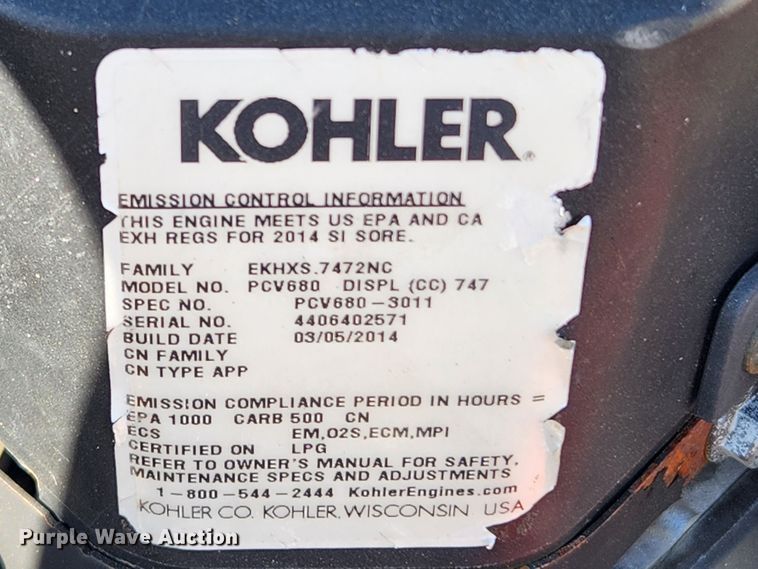 KOHLER®
EMISSION CONTROL INFORMATION
THIS ENGINE MEETS US EPA AND CA
EXH REGS FOR 2014 SI SORE.
FAMILY EKHXS.7472NC
MODEL NO. PCV680 DISPL (CC) 747
SPEC NO. PCV680-3011
SERIAL NO. 4406402571
BUILD DATE 03/05/2014
CN FAMILY
CN TYPE APP
EMISSION COMPLIANCE PERIOD IN HOURS =
EPA 1000 CARB 500 CN
ECS EM,O2S,ECM,MPI
CERTIFIED ON LPG
REFER TO OWNER'S MANUAL FOR SAFETY,
MAINTENANCE SPECS AND ADJUSTMENTS
1-800-544-2444 KohlerEngines.com
KOHLER CO. KOHLER, WISCONSIN USA
Purple Wave Auction